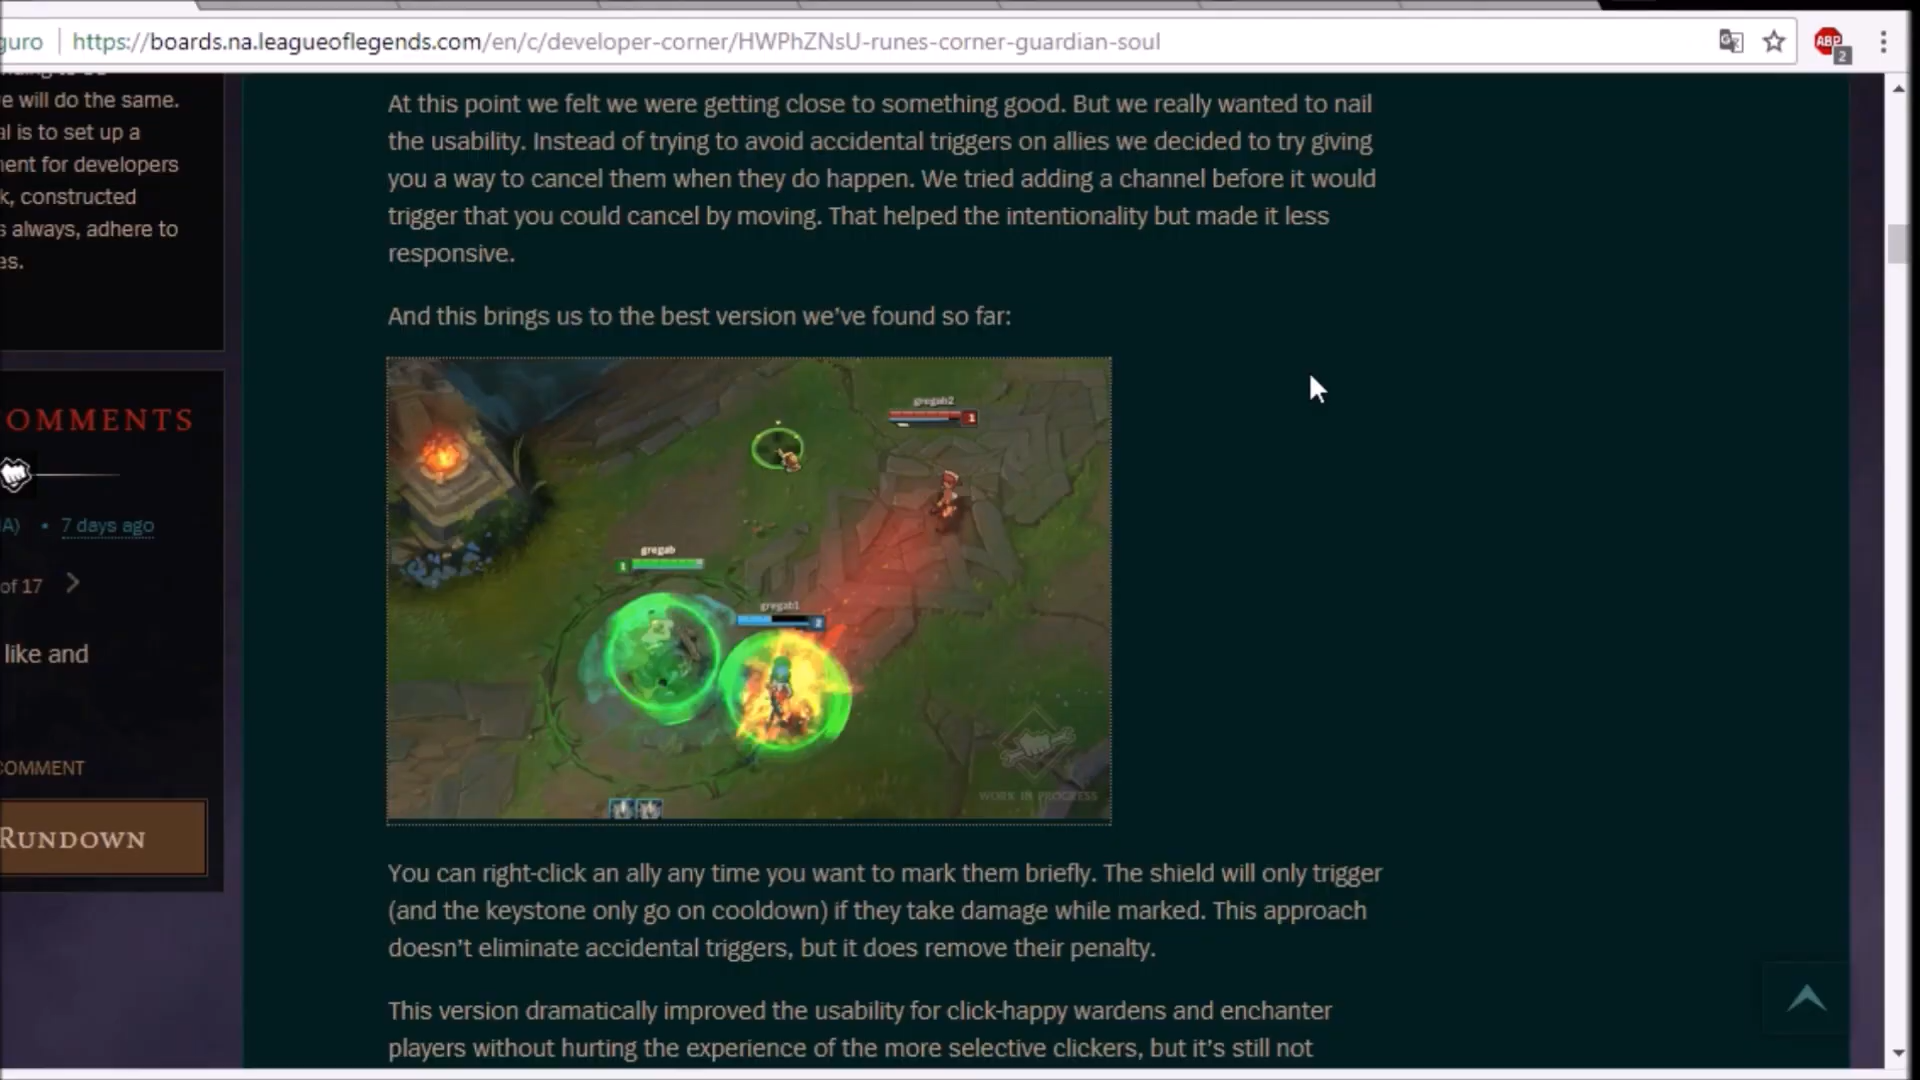 guro
https://boards.na.leagueoflegends.com/en/c/developer-corner/HWPhZNsU-runes-corner-guardian-soul
ABP
2
e will do the same.
al is to set up a
ent for developers
k, constructed
s always, adhere to
es.
OMMENTS
A) • 7 days ago
of 17
like and
COMMENT
RUNDOWN
At this point we felt we were getting close to something good. But we really wanted to nail
the usability. Instead of trying to avoid accidental triggers on allies we decided to try giving
you a way to cancel them when they do happen. We tried adding a channel before it would
trigger that you could cancel by moving. That helped the intentionality but made it less
responsive.
And this brings us to the best version we've found so far:
gregab2
1
gregab
1
gregab1
2
WORK IN PROGRESS
You can right-click an ally any time you want to mark them briefly. The shield will only trigger
(and the keystone only go on cooldown) if they take damage while marked. This approach
doesn't eliminate accidental triggers, but it does remove their penalty.
This version dramatically improved the usability for click-happy wardens and enchanter
players without hurting the experience of the more selective clickers, but it's still not